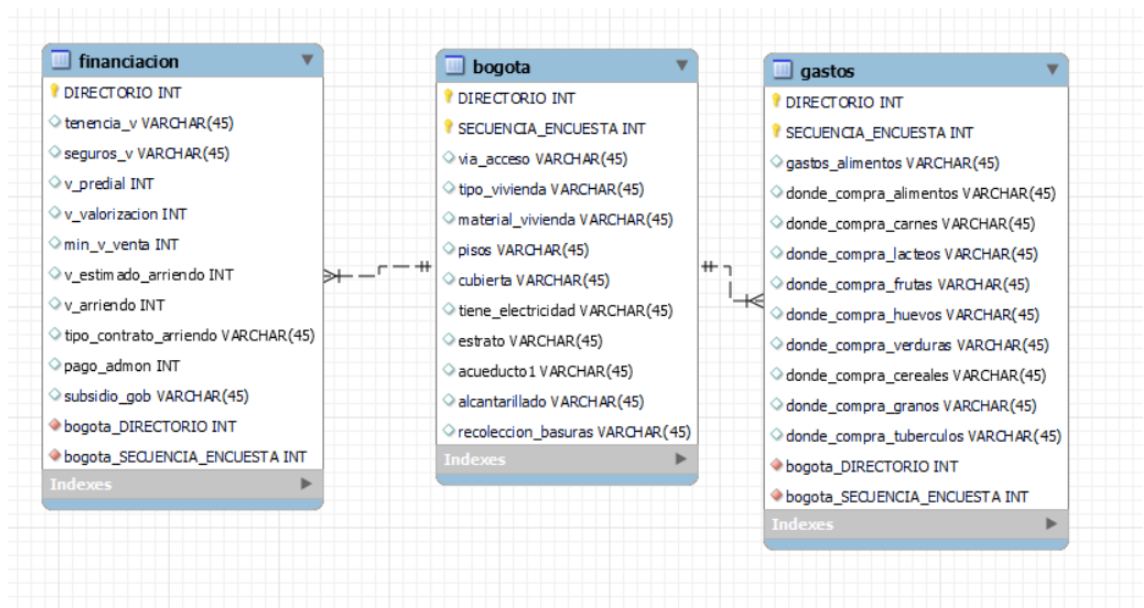 financiacion
DIRECTORIO INT
tenencia_v VARCHAR(45)
seguros_v VARCHAR(45)
v_predial INT
v_valorizacion INT
min_v_venta INT
v_estimado_arriendo INT
v_arriendo INT
tipo_contrato_arriendo VARCHAR(45)
pago_admon INT
subsidio_gob VARCHAR(45)
bogota_DIRECTORIO INT
bogota_SECUENCIA_ENCUESTA INT
Indexes
bogota
DIRECTORIO INT
SECUENCIA_ENCUESTA INT
via_acceso VARCHAR(45)
tipo_vivienda VARCHAR(45)
material_vivienda VARCHAR(45)
pisos VARCHAR(45)
cubierta VARCHAR(45)
tiene_electricidad VARCHAR(45)
estrato VARCHAR(45)
acueducto1 VARCHAR(45)
alcantarillado VARCHAR(45)
recoleccion_basuras VARCHAR(45)
Indexes
gastos
DIRECTORIO INT
SECUENCIA_ENCUESTA INT
gastos_alimentos VARCHAR(45)
donde_compra_alimentos VARCHAR(45)
donde_compra_carnes VARCHAR(45)
donde_compra_lacteos VARCHAR(45)
donde_compra_frutas VARCHAR(45)
donde_compra_huevos VARCHAR(45)
donde_compra_verduras VARCHAR(45)
donde_compra_cereales VARCHAR(45)
donde_compra_granos VARCHAR(45)
donde_compra_tuberculos VARCHAR(45)
bogota_DIRECTORIO INT
bogota_SECUENCIA_ENCUESTA INT
Indexes